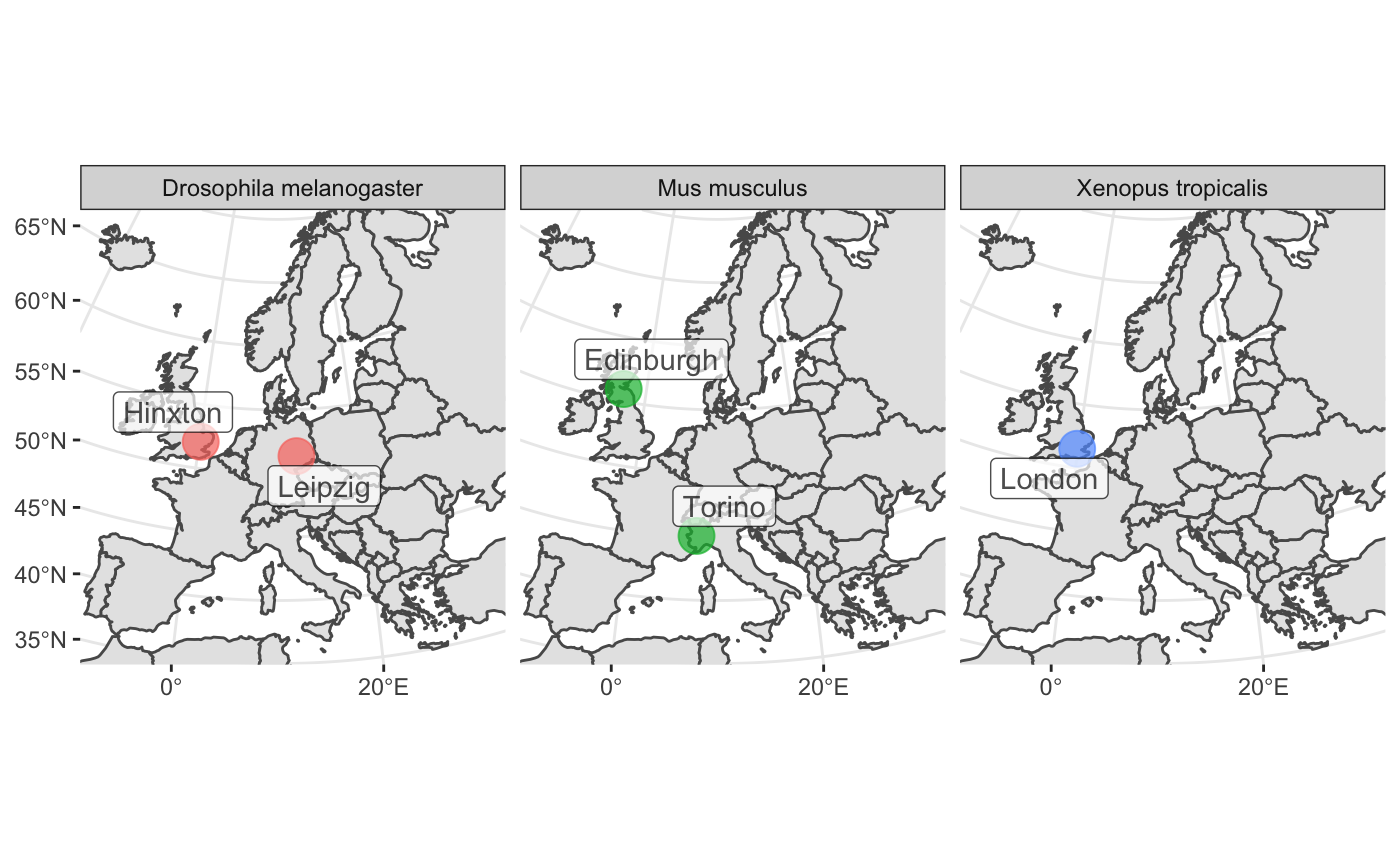 Drosophila melanogaster
Mus musculus
Xenopus tropicalis
65°N
60°N
55°N
50°N
45°N
40°N
35°N
Hinxton
Leipzig
Edinburgh
Torino
London
0°
20°E
0°
20°E
0°
20°E